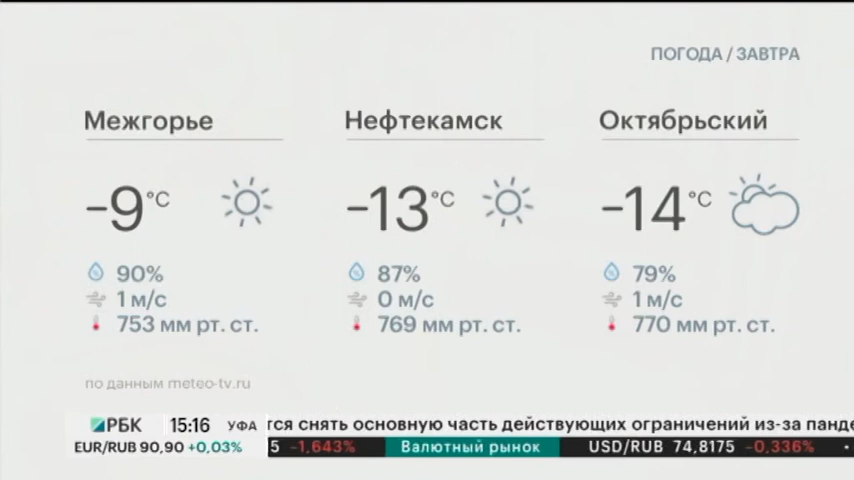 ПОГОДА / ЗАВТРА
Межгорье Нефтекамск Октябрьский
-9 °C -13 °C -14 °C
90% 87% 79%
1 м/с 0 м/с 1 м/с
753 мм рт. ст. 769 мм рт. ст. 770 мм рт. ст.
по данным meteo-tv.ru
РБК 15:16 УФА тся снять основную часть действующих ограничений из-за панде
EUR/RUB 90,90 +0,03% 5 -1,643% Валютный рынок USD/RUB 74,8175 -0,336%